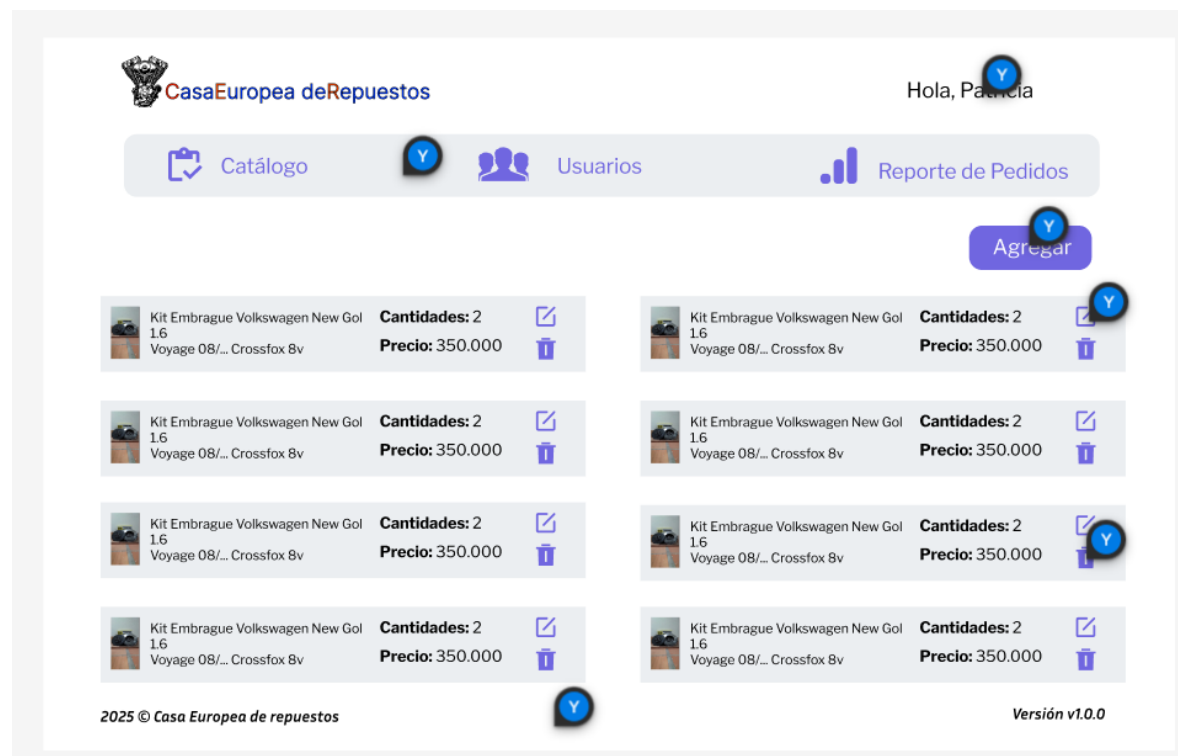 CasaEuropea deRepuestos
Hola, Patricia
Y
Catálogo
Y
Usuarios
Reporte de Pedidos
Y
Agregar
Kit Embrague Volkswagen New Gol
1.6
Voyage 08/... Crossfox 8v
Cantidades: 2
Precio: 350.000
Kit Embrague Volkswagen New Gol
1.6
Voyage 08/... Crossfox 8v
Cantidades: 2
Precio: 350.000
Y
Kit Embrague Volkswagen New Gol
1.6
Voyage 08/... Crossfox 8v
Cantidades: 2
Precio: 350.000
Kit Embrague Volkswagen New Gol
1.6
Voyage 08/... Crossfox 8v
Cantidades: 2
Precio: 350.000
Kit Embrague Volkswagen New Gol
1.6
Voyage 08/... Crossfox 8v
Cantidades: 2
Precio: 350.000
Kit Embrague Volkswagen New Gol
1.6
Voyage 08/... Crossfox 8v
Cantidades: 2
Precio: 350.000
Y
Kit Embrague Volkswagen New Gol
1.6
Voyage 08/... Crossfox 8v
Cantidades: 2
Precio: 350.000
Kit Embrague Volkswagen New Gol
1.6
Voyage 08/... Crossfox 8v
Cantidades: 2
Precio: 350.000
2025 © Casa Europea de repuestos
Y
Versión v1.0.0